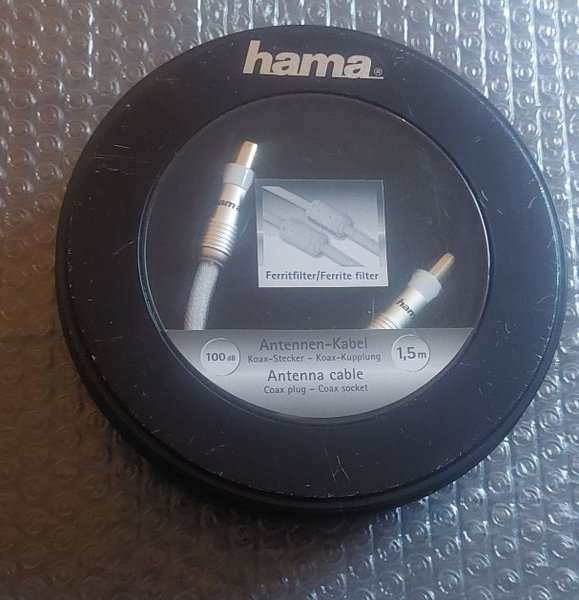 hama®
hama
Ferritfilter/Ferrite filter
Antennen-Kabel
100 dB
Koax-Stecker – Koax-Kupplung
1,5 m
Antenna cable
Coax plug – Coax socket